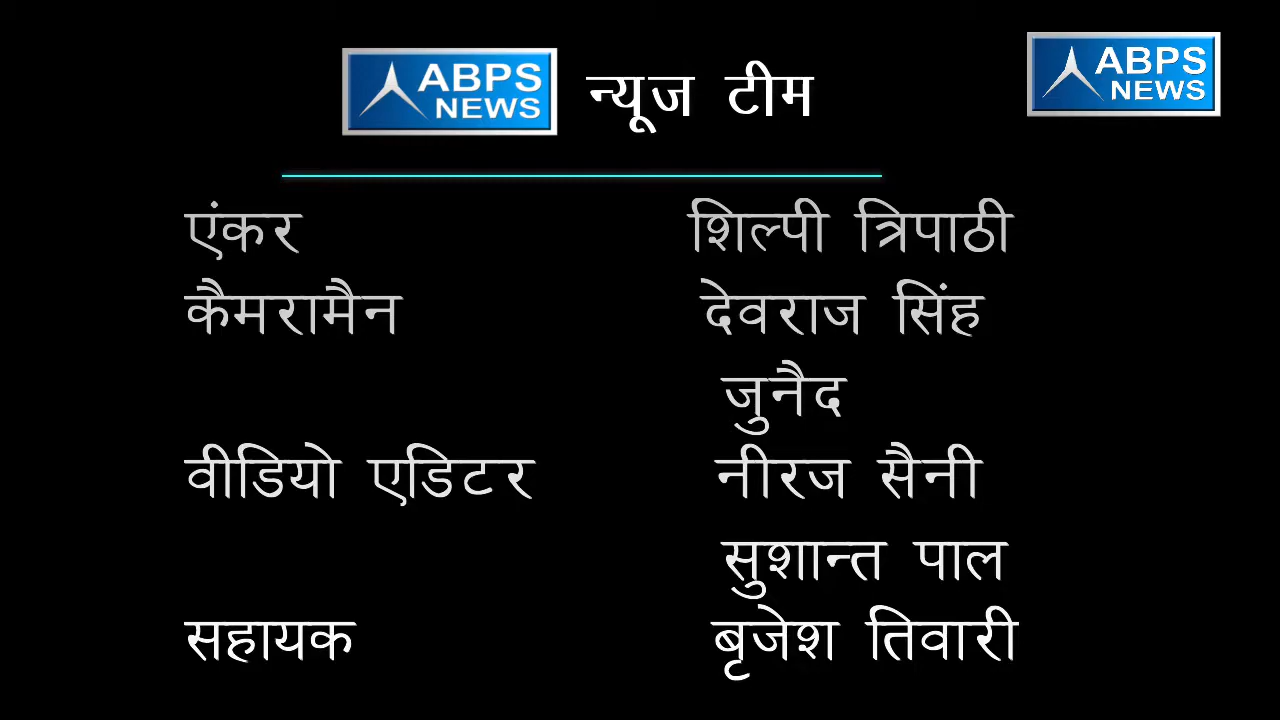 ABPS NEWS न्यूज टीम
ABPS NEWS
एंकर शिल्पी त्रिपाठी
कैमरामैन देवराज सिंह
जुनैद
वीडियो एडिटर नीरज सैनी
सुशान्त पाल
सहायक बृजेश तिवारी